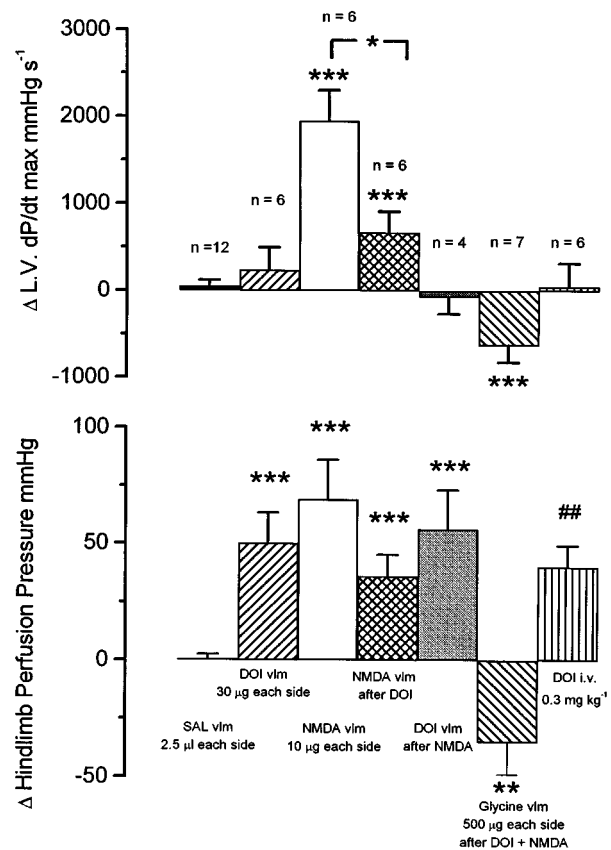 n = 6
*
***
n = 6
***
n = 6
n =12
n = 4
n = 7
n = 6
***
3000
2000
1000
0
-1000
Δ L.V. dP/dt max mmHg s⁻¹
***
***
***
***
##
**
100
50
0
-50
Δ Hindlimb Perfusion Pressure mmHg
DOI vlm
30 µg each side
NMDA vlm
after DOI
DOI i.v.
0.3 mg kg⁻¹
SAL vlm
2.5 µl each side
NMDA vlm
10 µg each side
DOI vlm
after NMDA
Glycine vlm
500 µg each side
after DOI + NMDA